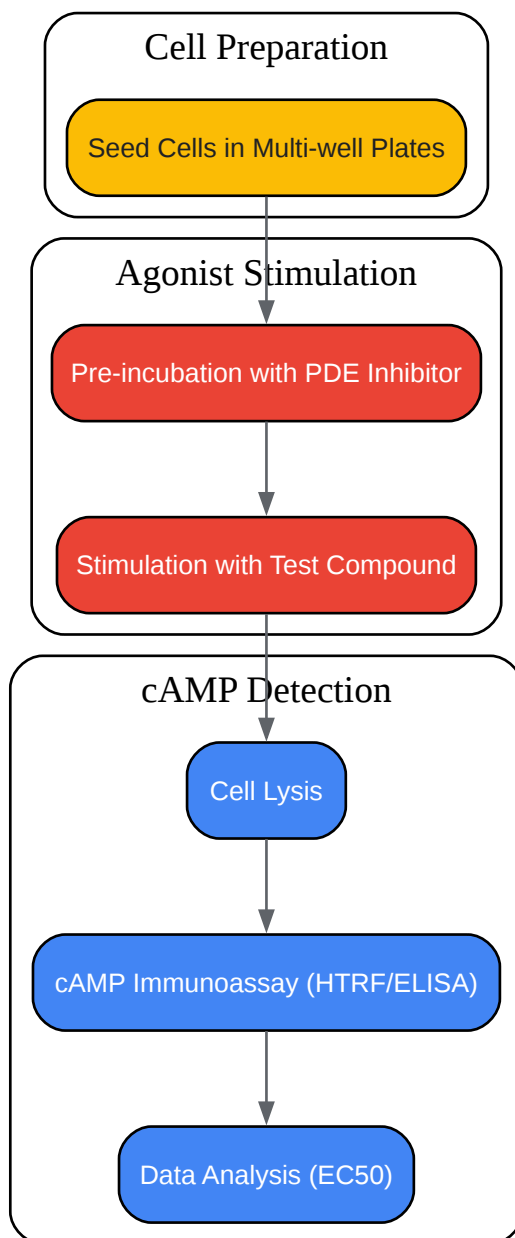 Cell Preparation
Seed Cells in Multi-well Plates
Agonist Stimulation
Pre-incubation with PDE Inhibitor
Stimulation with Test Compound
cAMP Detection
Cell Lysis
cAMP Immunoassay (HTRF/ELISA)
Data Analysis (EC50)